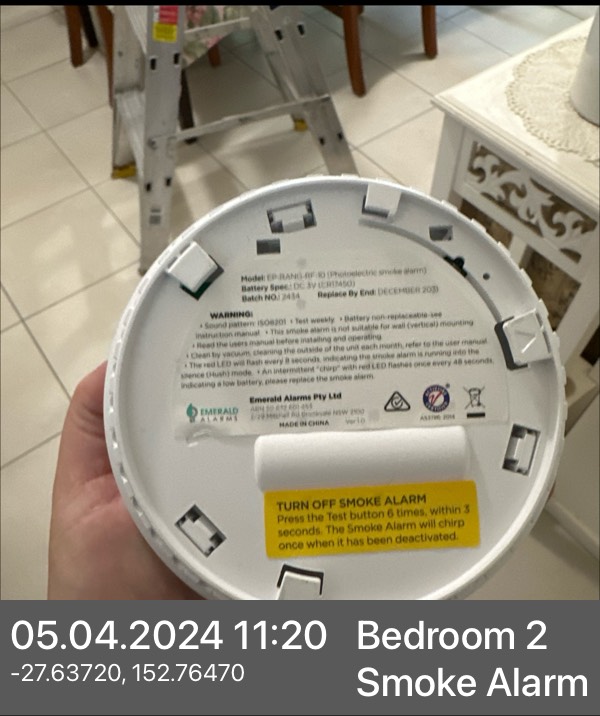 Model: EP-BANG-RF-10 (Photoelectric smoke alarm)
Battery Spec.: DC 3V (CR17450)
Batch NO.: 2434 Replace By End: DECEMBER
WARNING:
• Sound pattern: ISO8201 • Test weekly • Battery nonreplaceable-see
instruction manual. • This smoke alarm is not suitable for wall (vertical) mounting
• Read the users manual before installing and operating.
• Clean by vacuum, cleaning the outside of the unit each month, refer to the user manual.
• The red LED will flash every 8 seconds, indicating the smoke alarm is running into the
silence (Hush) mode. • An intermittent "chirp" with red LED flashes once every 48 seconds,
indicating a low battery, please replace the smoke alarm.
Emerald Alarms Pty Ltd
NSW 2100
MADE IN CHINA Ver1.0
EMERALD
ALARMS
AS3786: 2014
TURN OFF SMOKE ALARM
Press the Test button 6 times, within 3
seconds. The Smoke Alarm will chirp
once when it has been deactivated.
05.04.2024 11:20
-27.63720, 152.76470
Bedroom 2
Smoke Alarm